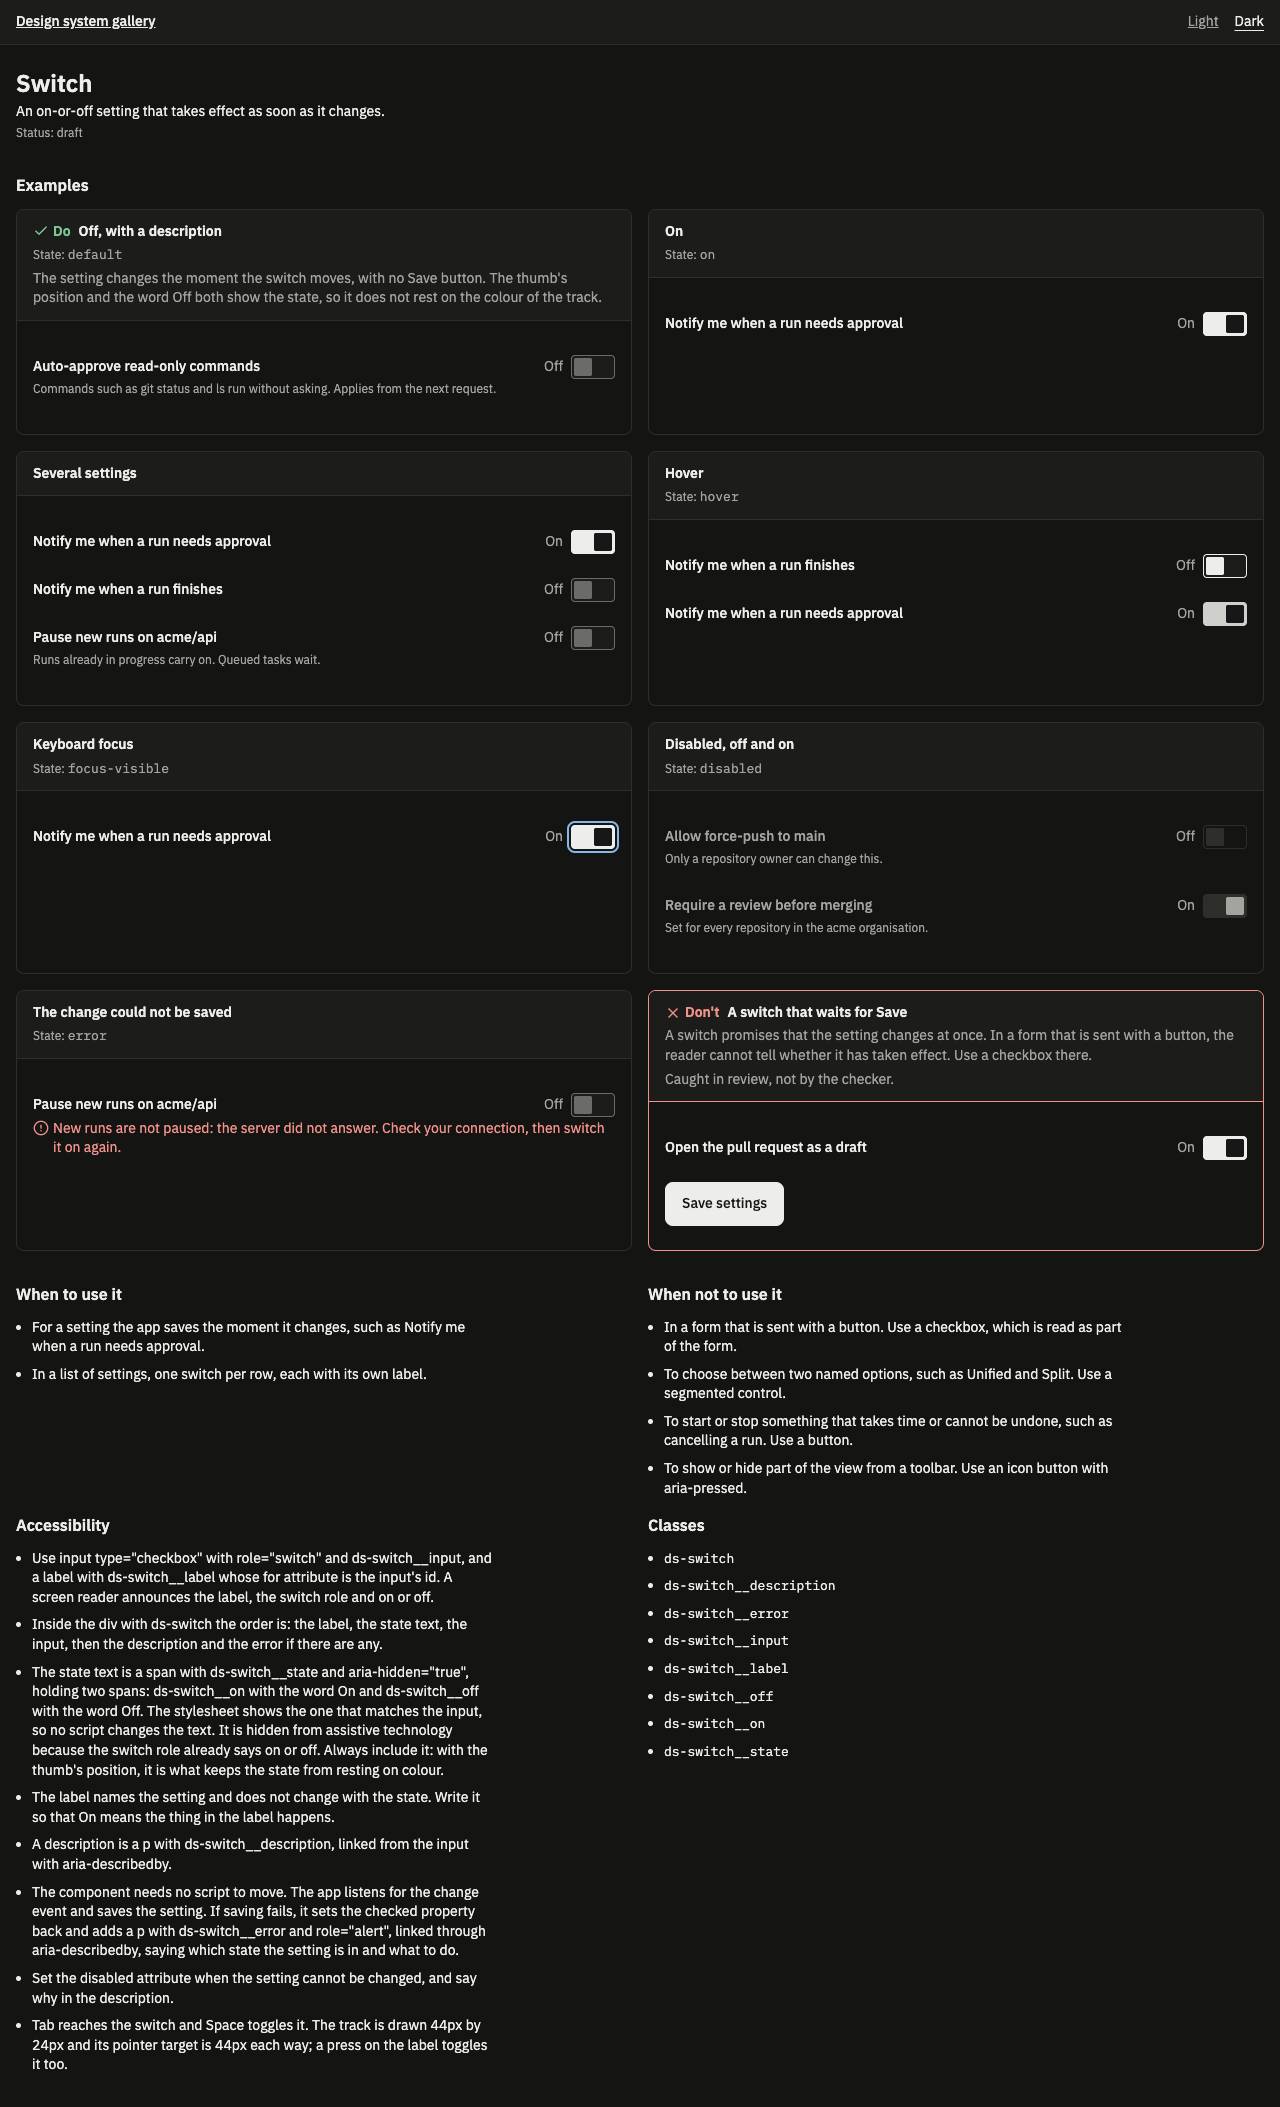 Design system gallery
Light Dark
Switch
An on-or-off setting that takes effect as soon as it changes.
Status: draft
Examples
Do Off, with a description
State: default
The setting changes the moment the switch moves, with no Save button. The thumb's
position and the word Off both show the state, so it does not rest on the colour of the track.
Auto-approve read-only commands Off
Commands such as git status and ls run without asking. Applies from the next request.
On
State: on
Notify me when a run needs approval On
Several settings
Notify me when a run needs approval On
Notify me when a run finishes Off
Pause new runs on acme/api Off
Runs already in progress carry on. Queued tasks wait.
Hover
State: hover
Notify me when a run finishes Off
Notify me when a run needs approval On
Keyboard focus
State: focus-visible
Notify me when a run needs approval On
Disabled, off and on
State: disabled
Allow force-push to main Off
Only a repository owner can change this.
Require a review before merging On
Set for every repository in the acme organisation.
The change could not be saved
State: error
Pause new runs on acme/api Off
New runs are not paused: the server did not answer. Check your connection, then switch
it on again.
Don't A switch that waits for Save
A switch promises that the setting changes at once. In a form that is sent with a button, the
reader cannot tell whether it has taken effect. Use a checkbox there.
Caught in review, not by the checker.
Open the pull request as a draft On
Save settings
When to use it
• For a setting the app saves the moment it changes, such as Notify me
when a run needs approval.
• In a list of settings, one switch per row, each with its own label.
When not to use it
• In a form that is sent with a button. Use a checkbox, which is read as part
of the form.
• To choose between two named options, such as Unified and Split. Use a
segmented control.
• To start or stop something that takes time or cannot be undone, such as
cancelling a run. Use a button.
• To show or hide part of the view from a toolbar. Use an icon button with
aria-pressed.
Accessibility
• Use input type="checkbox" with role="switch" and ds-switch__input, and
a label with ds-switch__label whose for attribute is the input's id. A
screen reader announces the label, the switch role and on or off.
• Inside the div with ds-switch the order is: the label, the state text, the
input, then the description and the error if there are any.
• The state text is a span with ds-switch__state and aria-hidden="true",
holding two spans: ds-switch__on with the word On and ds-switch__off
with the word Off. The stylesheet shows the one that matches the input,
so no script changes the text. It is hidden from assistive technology
because the switch role already says on or off. Always include it: with the
thumb's position, it is what keeps the state from resting on colour.
• The label names the setting and does not change with the state. Write it
so that On means the thing in the label happens.
• A description is a p with ds-switch__description, linked from the input
with aria-describedby.
• The component needs no script to move. The app listens for the change
event and saves the setting. If saving fails, it sets the checked property
back and adds a p with ds-switch__error and role="alert", linked through
aria-describedby, saying which state the setting is in and what to do.
• Set the disabled attribute when the setting cannot be changed, and say
why in the description.
• Tab reaches the switch and Space toggles it. The track is drawn 44px by
24px and its pointer target is 44px each way; a press on the label toggles
it too.
Classes
• ds-switch
• ds-switch__description
• ds-switch__error
• ds-switch__input
• ds-switch__label
• ds-switch__off
• ds-switch__on
• ds-switch__state